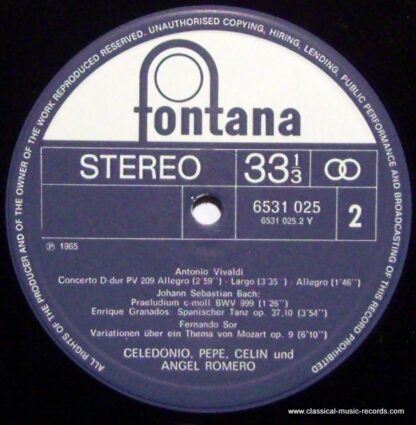 ALL RIGHTS OF THE PRODUCER AND OF THE OWNER OF THE WORK REPRODUCED RESERVED. UNAUTHORISED COPYING, HIRING, LENDING, PUBLIC PERFORMANCE AND BROADCASTING OF THIS RECORD PROHIBITED
fontana
STEREO
33 1/3
6531 025
6531 025.2 Y
2
Ⓟ 1965
Antonio Vivaldi
Concerto D-dur PV 209 Allegro (2'59'') - Largo (3'35'') - Allegro (1'46'')
Johann Sebastian Bach:
Praeludium c-moll BWV 999 (1'26'')
Enrique Granados: Spanischer Tanz op. 37,10 (3'54'')
Fernando Sor
Variationen über ein Thema von Mozart op. 9 (6'10'')
CELEDONIO, PEPE, CELIN und
ANGEL ROMERO
www.classical-music-records.com